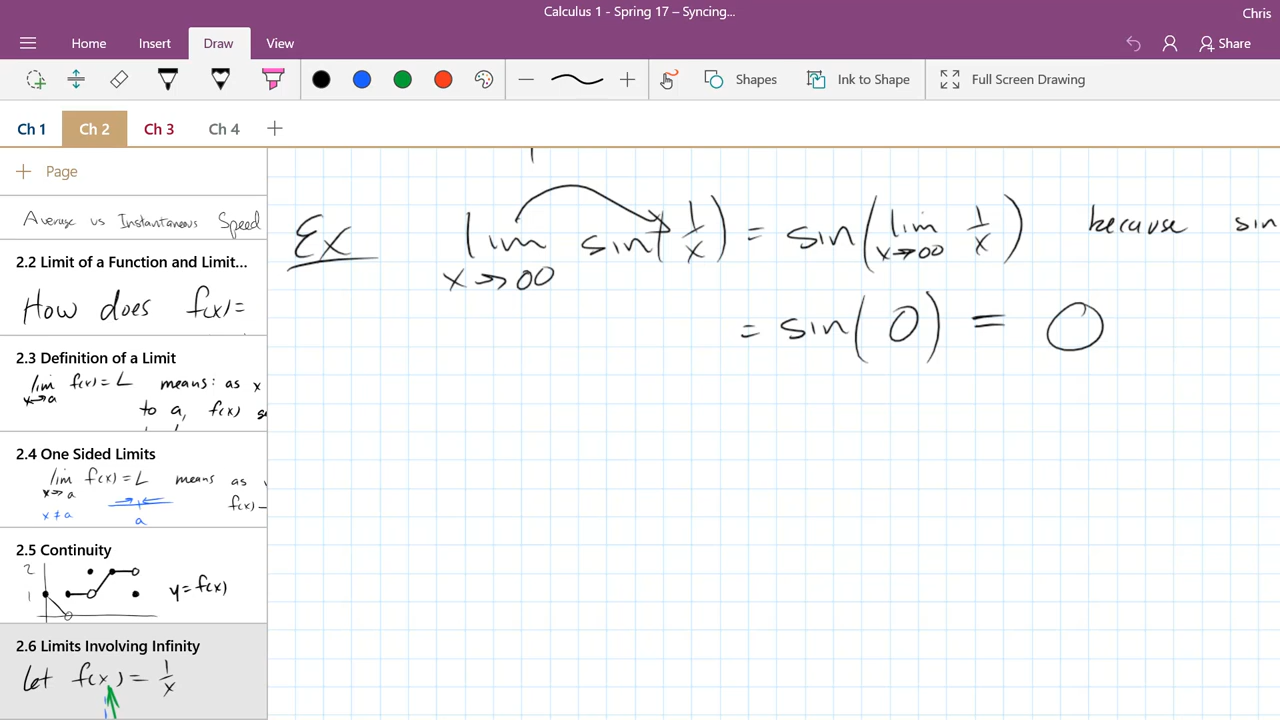 Calculus 1 - Spring 17 – Syncing...
Chris
Home Insert Draw View Share
Shapes Ink to Shape Full Screen Drawing
Ch 1 Ch 2 Ch 3 Ch 4
Page
Average vs Instantaneous Speed
2.2 Limit of a Function and Limit...
How does f(x)=
2.3 Definition of a Limit
lim f(x)=L means: as x
x→a
to a, f(x)
2.4 One Sided Limits
lim f(x)=L means as
x→a
f(x)
x≠a
a
2.5 Continuity
2
1
y=f(x)
2.6 Limits Involving Infinity
Let f(x) = 1/x
Ex lim x→∞ sin(1/x) = sin(lim x→∞ 1/x) because sin
= sin(0) = 0